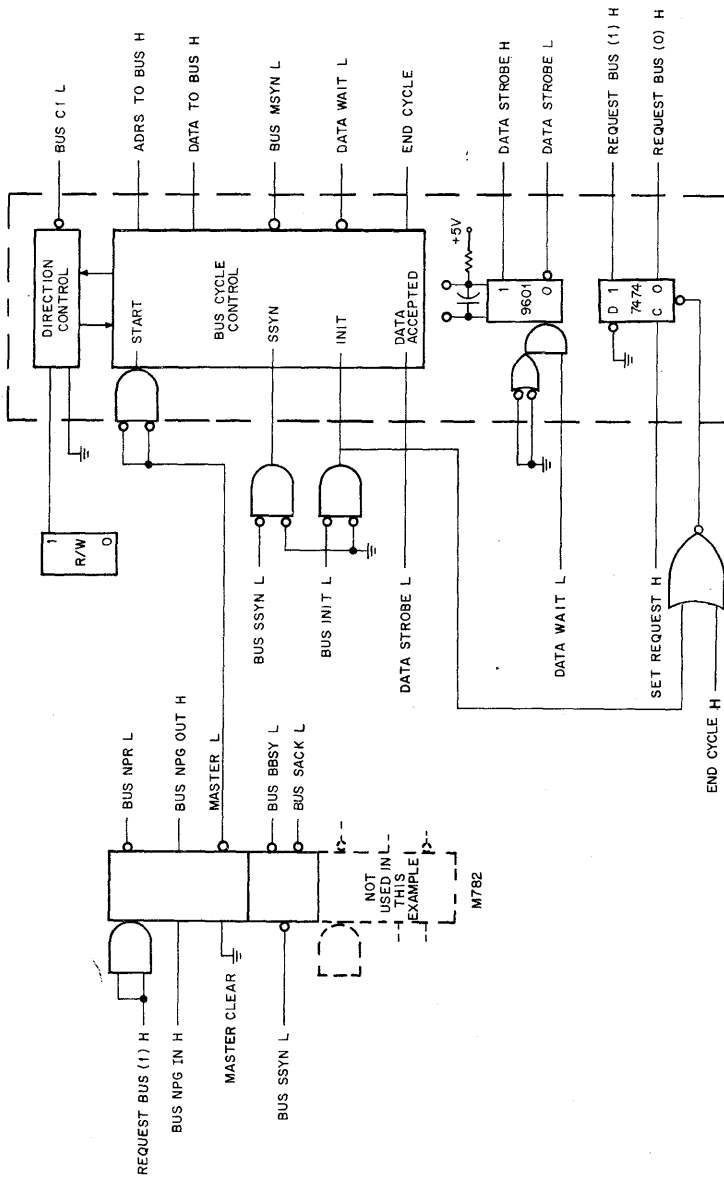 REQUEST BUS (1) H
BUS NPG IN H
MASTER CLEAR
BUS SSYN L
BUS NPR L
BUS NPG OUT H
MASTER L
BUS BBSY L
BUS SACK L
NOT
USED IN
THIS
EXAMPLE
M782
1
R/W
0
BUS SSYN L
BUS INIT L
DATA STROBE L
DATA WAIT L
SET REQUEST H
END CYCLE H
DIRECTION
CONTROL
START
BUS CYCLE
CONTROL
SSYN
INIT
DATA
ACCEPTED
+5V
1
9601
0
D 1
7474
C 0
BUS C1 L
ADRS TO BUS H
DATA TO BUS H
BUS MSYN L
DATA WAIT L
END CYCLE
DATA STROBE H
DATA STROBE L
REQUEST BUS (1) H
REQUEST BUS (0) H